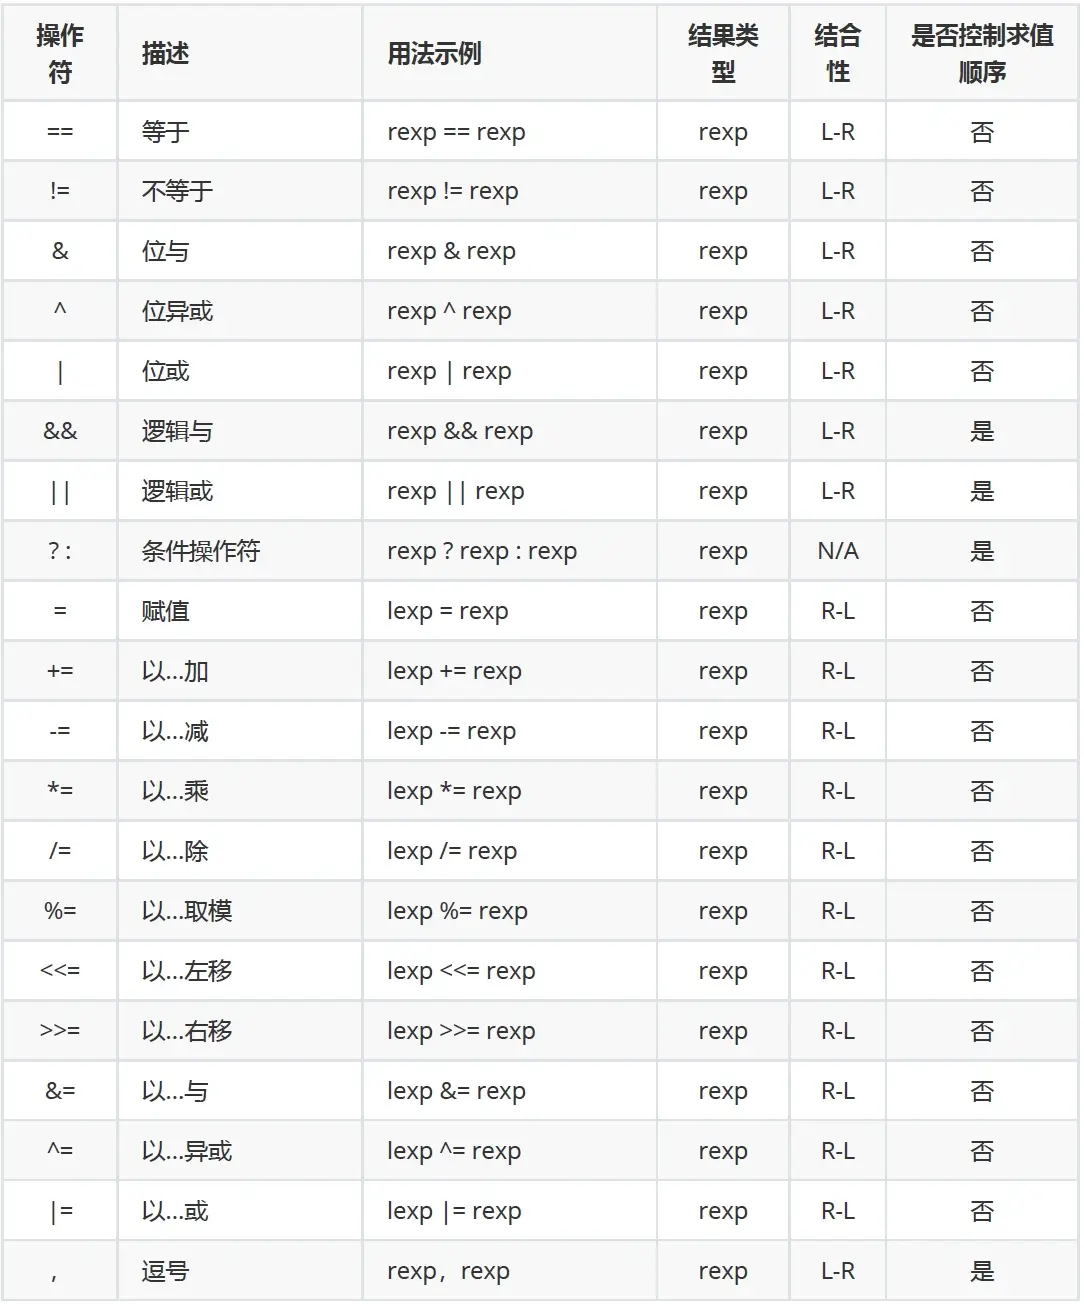 操作符 描述 用法示例 结果类型 结合性 是否控制求值顺序
== 等于 rexp == rexp rexp L-R 否
!= 不等于 rexp != rexp rexp L-R 否
& 位与 rexp & rexp rexp L-R 否
^ 位异或 rexp ^ rexp rexp L-R 否
| 位或 rexp | rexp rexp L-R 否
&& 逻辑与 rexp && rexp rexp L-R 是
|| 逻辑或 rexp || rexp rexp L-R 是
? : 条件操作符 rexp ? rexp : rexp rexp N/A 是
= 赋值 lexp = rexp rexp R-L 否
+= 以...加 lexp += rexp rexp R-L 否
-= 以...减 lexp -= rexp rexp R-L 否
*= 以...乘 lexp *= rexp rexp R-L 否
/= 以...除 lexp /= rexp rexp R-L 否
%= 以...取模 lexp %= rexp rexp R-L 否
<<= 以...左移 lexp <<= rexp rexp R-L 否
>>= 以...右移 lexp >>= rexp rexp R-L 否
&= 以...与 lexp &= rexp rexp R-L 否
^= 以...异或 lexp ^= rexp rexp R-L 否
|= 以...或 lexp |= rexp rexp R-L 否
， 逗号 rexp，rexp rexp L-R 是